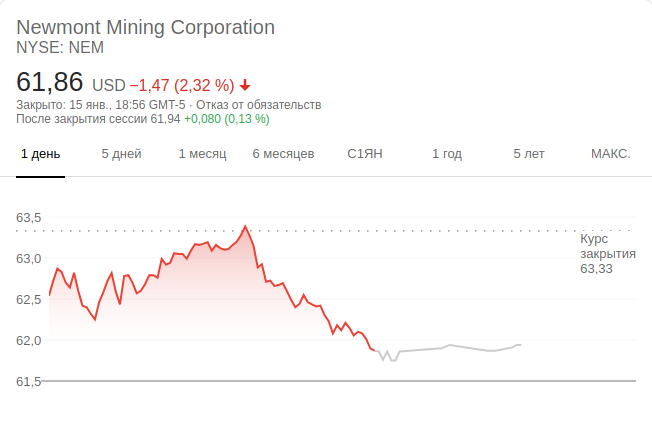 Newmont Mining Corporation
NYSE: NEM
61,86 USD −1,47 (2,32 %)
Закрыто: 15 янв., 18:56 GMT-5 · Отказ от обязательств
После закрытия сессии 61,94 +0,080 (0,13 %)
1 день 5 дней 1 месяц 6 месяцев С1ЯН 1 год 5 лет МАКС.
63,5
Курс
закрытия
63,33
63,0
62,5
62,0
61,5